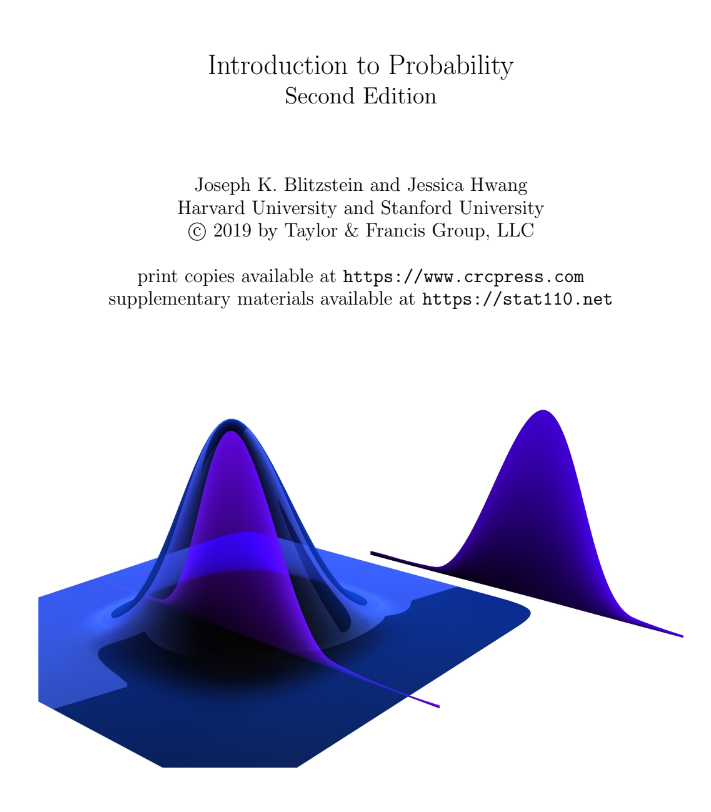 Introduction to Probability
Second Edition
Joseph K. Blitzstein and Jessica Hwang
Harvard University and Stanford University
© 2019 by Taylor & Francis Group, LLC
print copies available at https://www.crcpress.com
supplementary materials available at https://stat110.net